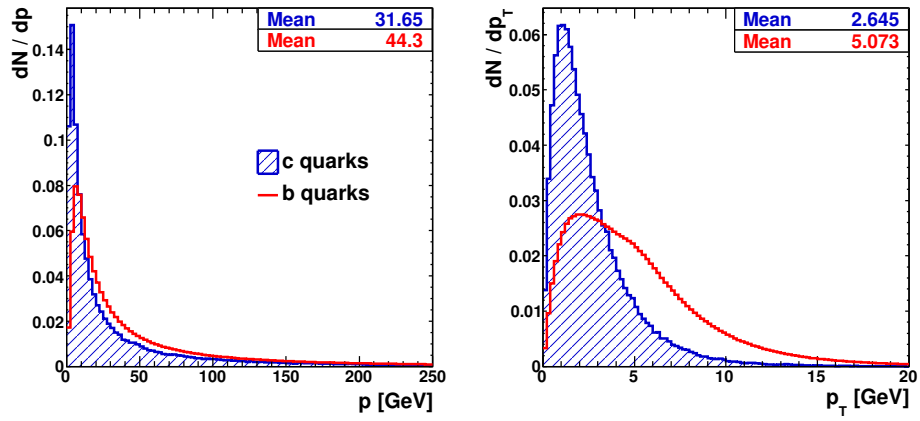 Mean 31.65
Mean 44.3
dN / dp
0.14
0.12
0.1
0.08
0.06
0.04
0.02
0
c quarks
b quarks
0 50 100 150 200 250
p [GeV]
Mean 2.645
Mean 5.073
dN / dp_T
0.06
0.05
0.04
0.03
0.02
0.01
0
0 5 10 15 20
p_T [GeV]